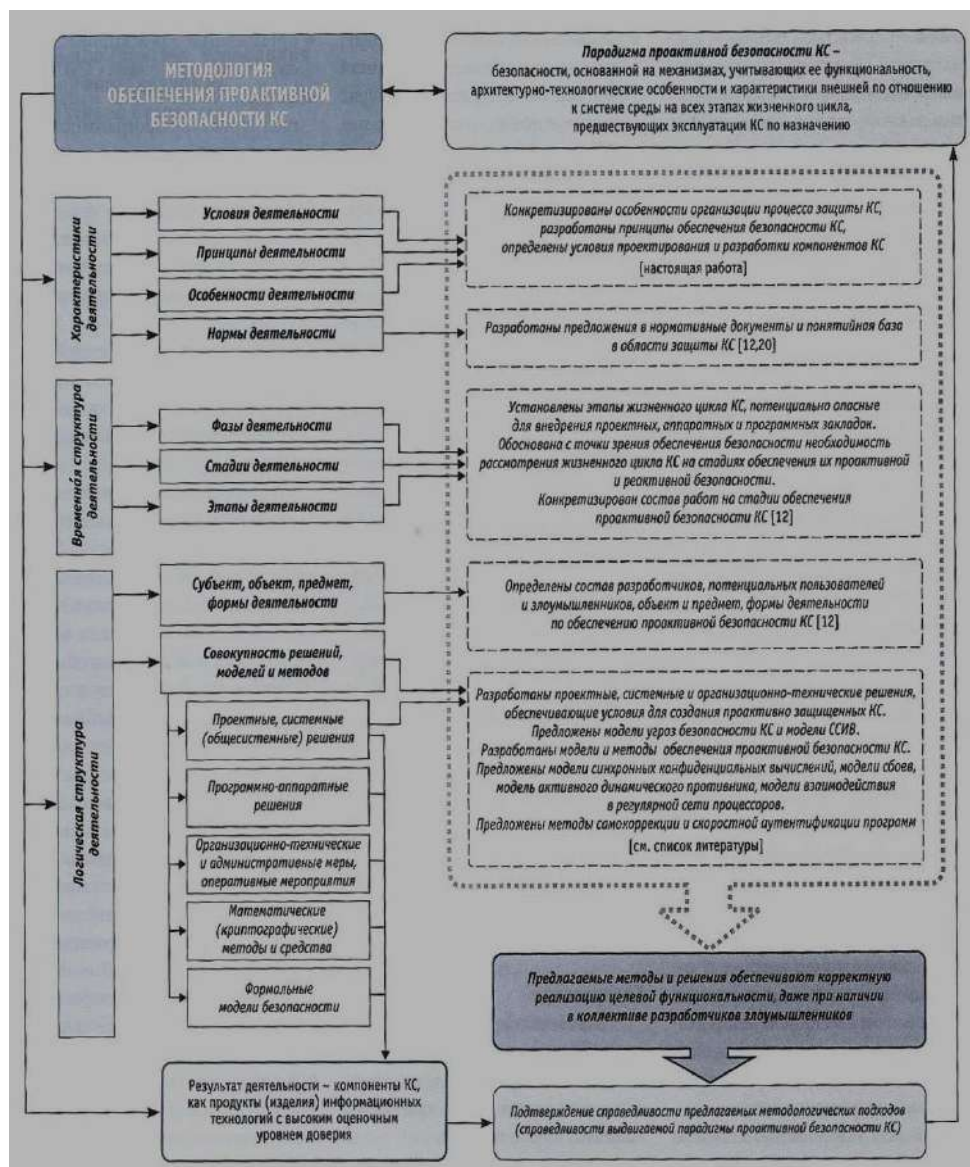 МЕТОДОЛОГИЯ
ОБЕСПЕЧЕНИЯ ПРОАКТИВНОЙ
БЕЗОПАСНОСТИ КС
Парадигма проактивной безопасности КС –
безопасности, основанной на механизмах, учитывающих ее функциональность,
архитектурно-технологические особенности и характеристики внешней по отношению
к системе среды на всех этапах жизненного цикла,
предшествующих эксплуатации КС по назначению
Характеристики
деятельности
Условия деятельности
Принципы деятельности
Особенности деятельности
Нормы деятельности
Конкретизированы особенности организации процесса защиты КС,
разработаны принципы обеспечения безопасности КС,
определены условия проектирования и разработки компонентов КС
[настоящая работа]
Разработаны предложения в нормативные документы и понятийная база
в области защиты КС [12,20]
Временна́я структура
деятельности
Фазы деятельности
Стадии деятельности
Этапы деятельности
Установлены этапы жизненного цикла КС, потенциально опасные
для внедрения проектных, аппаратных и программных закладок.
Обоснована с точки зрения обеспечения безопасности необходимость
рассмотрения жизненного цикла КС на стадиях обеспечения их проактивной
и реактивной безопасности.
Конкретизирован состав работ на стадии обеспечения
проактивной безопасности КС [12]
Логическая структура
деятельности
Субъект, объект, предмет,
формы деятельности
Совокупность решений,
моделей и методов
Проектные, системные
(общесистемные) решения
Программно-аппаратные
решения
Организационно-технические
и административные меры,
оперативные мероприятия
Математические
(криптографические)
методы и средства
Формальные
модели безопасности
Определены состав разработчиков, потенциальных пользователей
и злоумышленников, объект и предмет, формы деятельности
по обеспечению проактивной безопасности КС [12]
Разработаны проектные, системные и организационно-технические решения,
обеспечивающие условия для создания проактивно защищенных КС.
Предложены модели угроз безопасности КС и модели ССИВ.
Разработаны модели и методы обеспечения проактивной безопасности КС.
Предложены модели синхронных конфиденциальных вычислений, модели сбоев,
модель активного динамического противника, модели взаимодействия
в регулярной сети процессоров.
Предложены методы самокоррекции и скоростной аутентификации программ
[см. список литературы]
Предлагаемые методы и решения обеспечивают корректную
реализацию целевой функциональности, даже при наличии
в коллективе разработчиков злоумышленников
Результат деятельности – компоненты КС,
как продукты (изделия) информационных
технологий с высоким оценочным
уровнем доверия
Подтверждение справедливости предлагаемых методологических подходов
(справедливости выдвигаемой парадигмы проактивной безопасности КС)